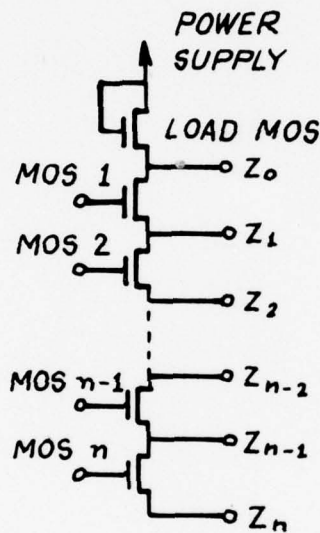 POWER
SUPPLY
LOAD MOS
Z₀
MOS 1
Z₁
MOS 2
Z₂
Zₙ₋₂
MOS n-1
Zₙ₋₁
MOS n
Zₙ